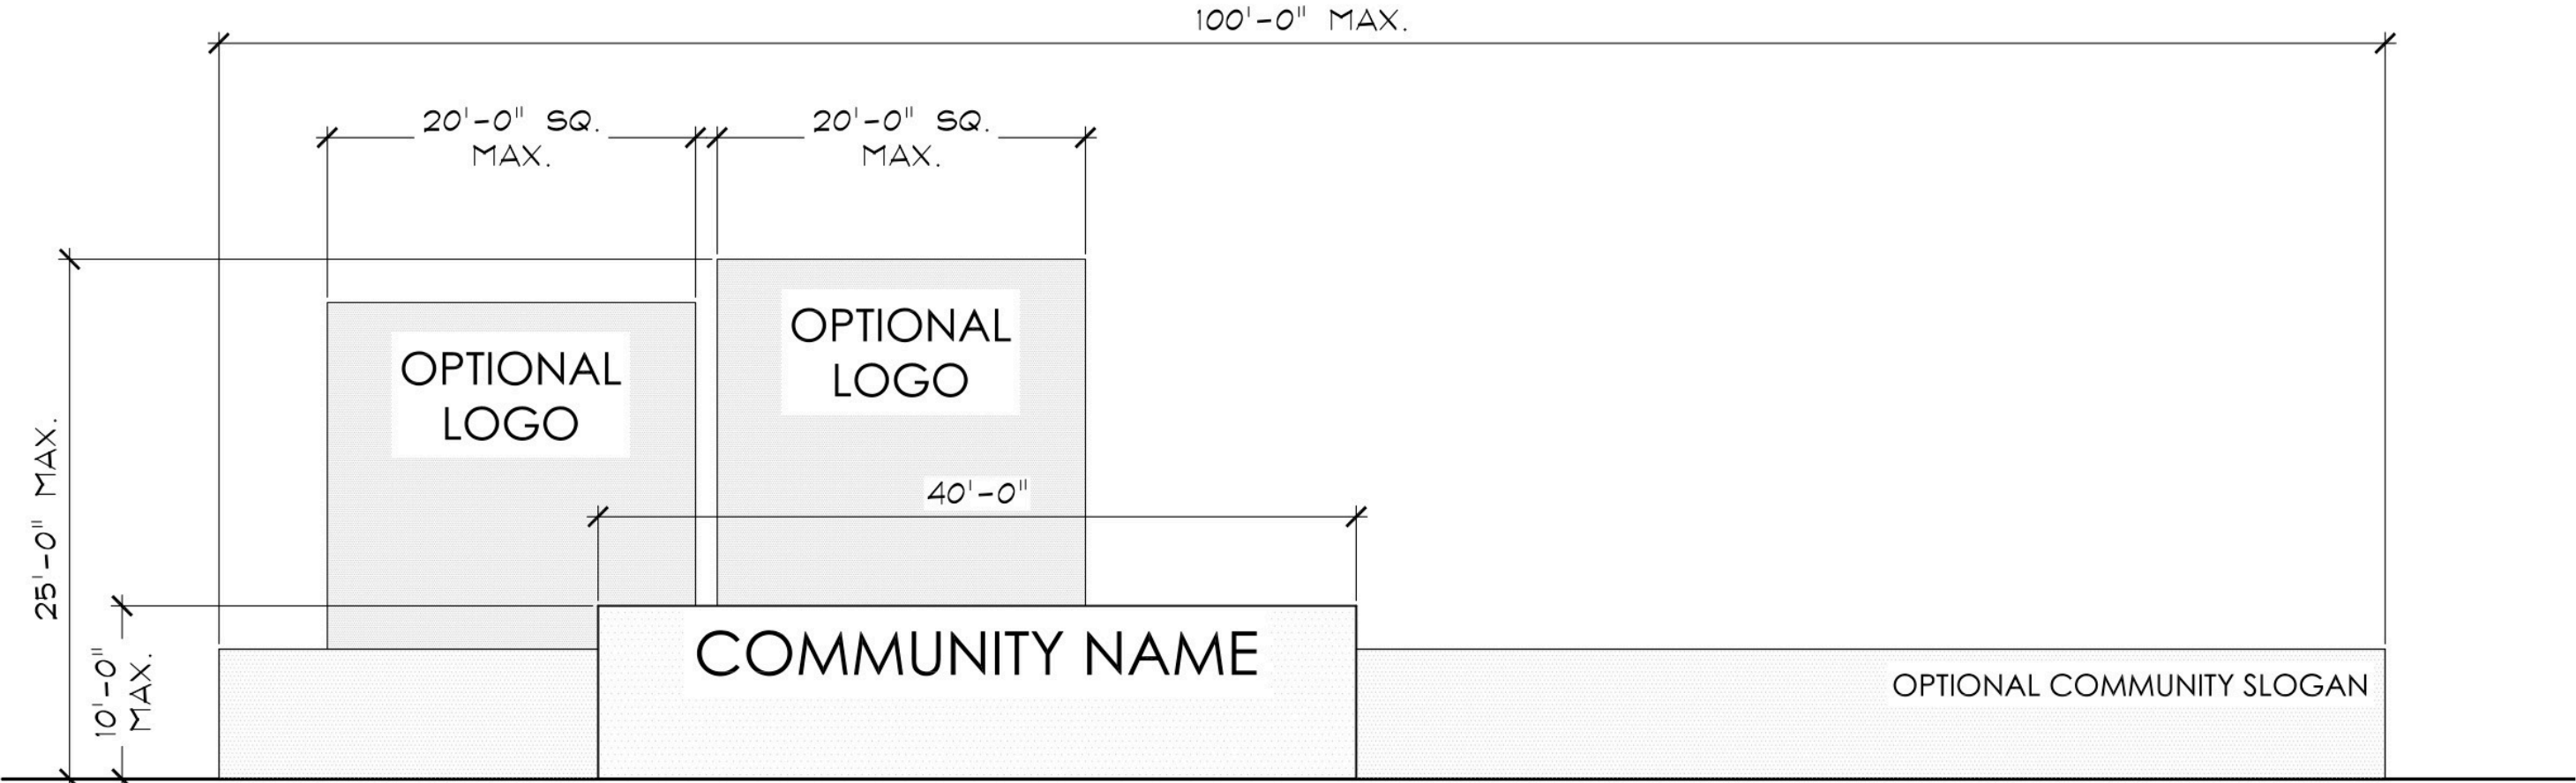 100'-0" MAX.
20'-0" SQ.
MAX.
20'-0" SQ.
MAX.
OPTIONAL
LOGO
OPTIONAL
LOGO
40'-0"
25'-0" MAX.
10'-0"
MAX.
COMMUNITY NAME
OPTIONAL COMMUNITY SLOGAN